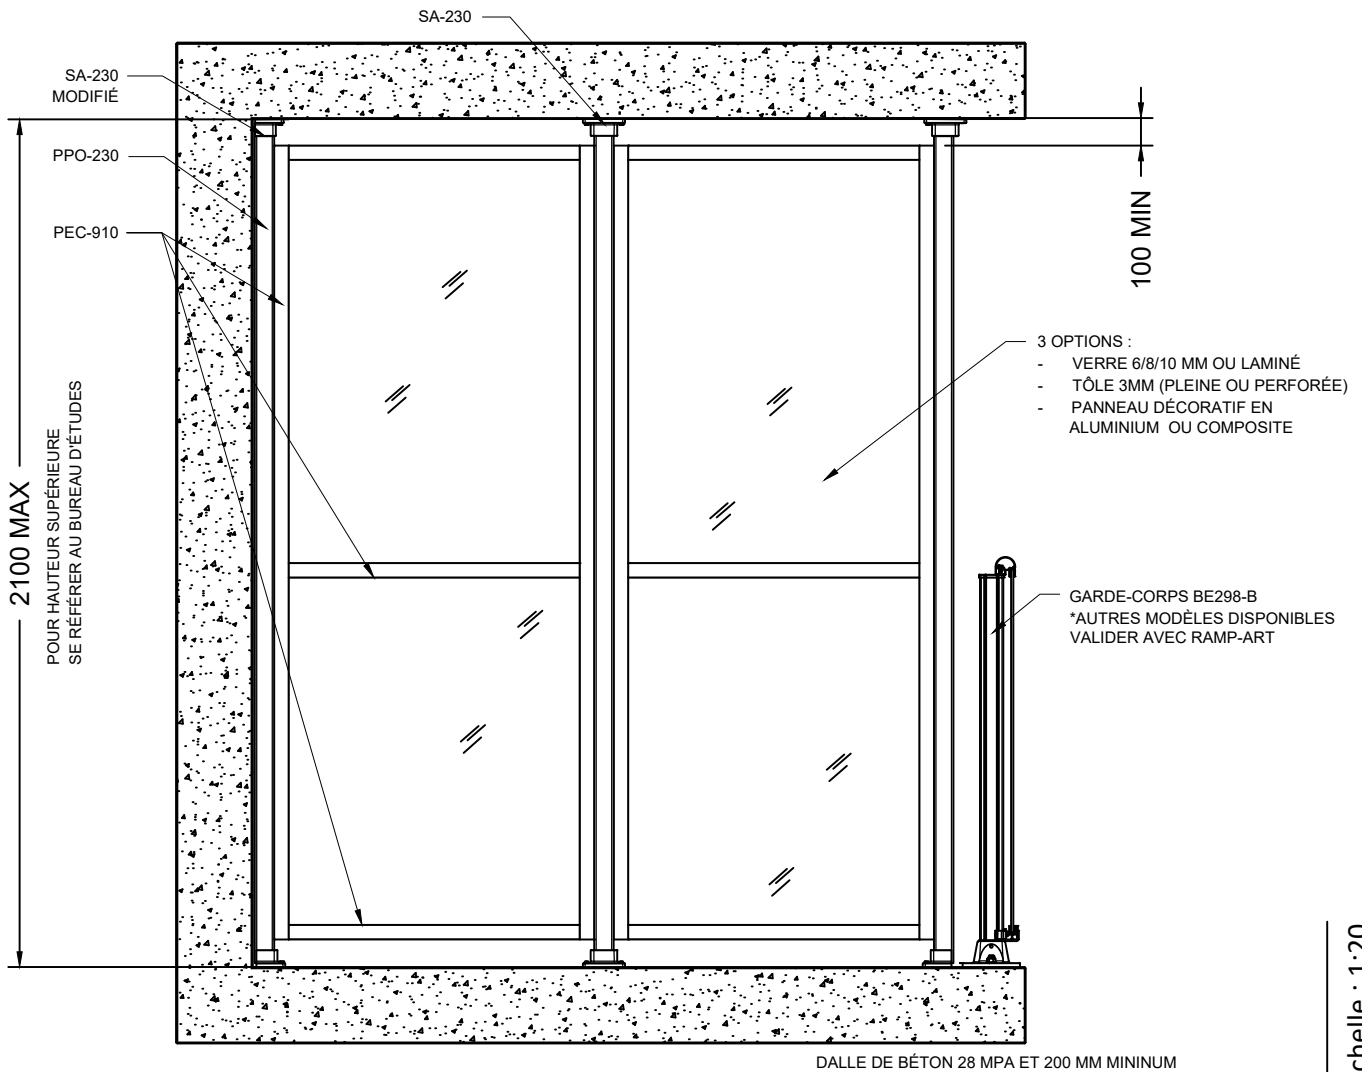 SA-230
SA-230
MODIFIÉ
PPO-230
PEC-910
2100 MAX
POUR HAUTEUR SUPÉRIEURE
SE RÉFÉRER AU BUREAU D'ÉTUDES
100 MIN
3 OPTIONS :
- VERRE 6/8/10 MM OU LAMINÉ
- TÔLE 3MM (PLEINE OU PERFORÉE)
- PANNEAU DÉCORATIF EN
ALUMINIUM OU COMPOSITE
GARDE-CORPS BE298-B
*AUTRES MODÈLES DISPONIBLES
VALIDER AVEC RAMP-ART
DALLE DE BÉTON 28 MPA ET 200 MM MININUM
chelle : 1:20